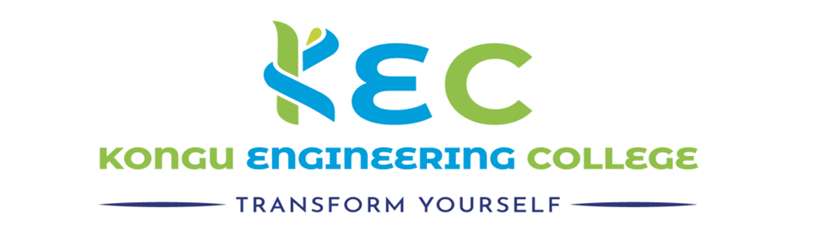 KEC
KONGU ENGINEERING COLLEGE
TRANSFORM YOURSELF